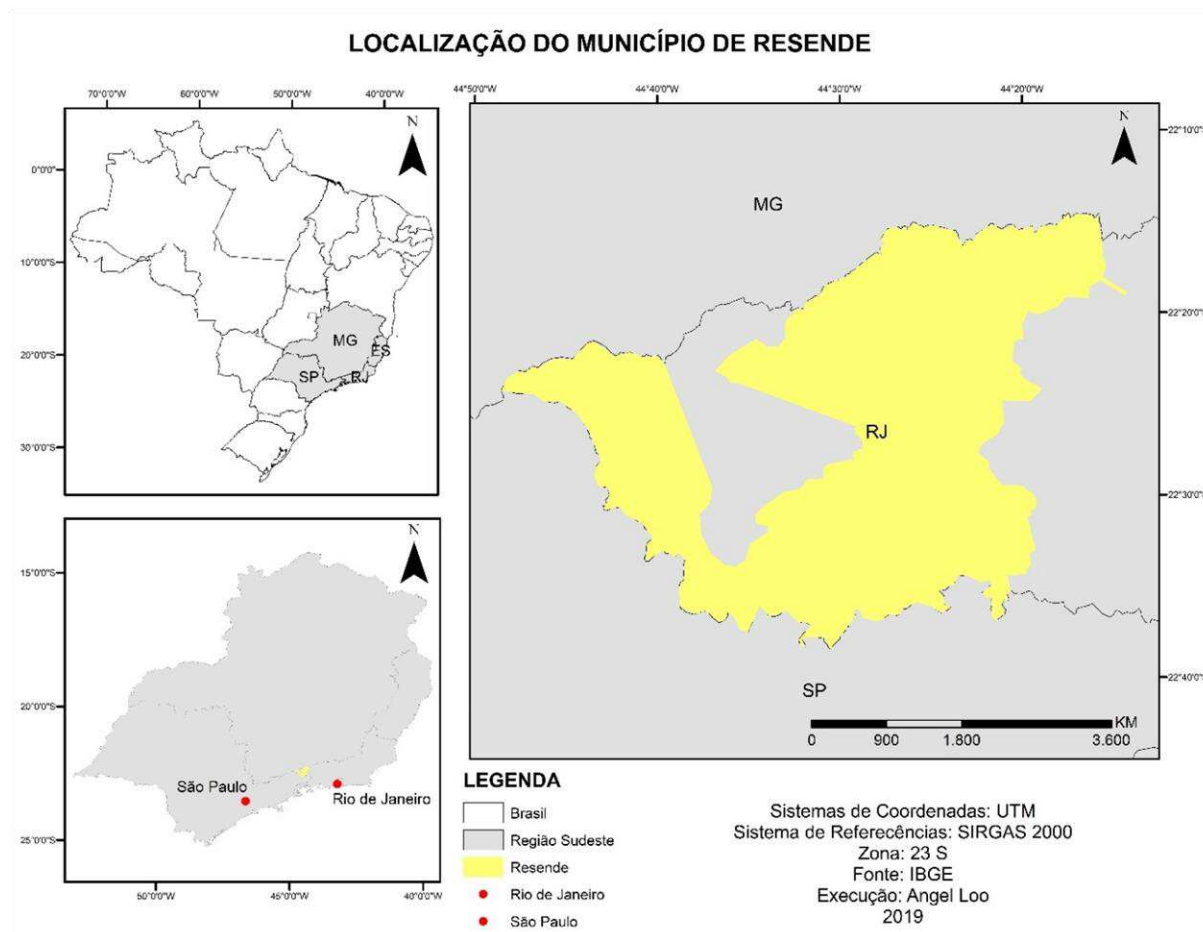 LOCALIZAÇÃO DO MUNICÍPIO DE RESENDE
70°0'0"W 60°0'0"W 50°0'0"W 40°0'0"W
N
0°0'0"
10°0'0"S
20°0'0"S
30°0'0"S
MG
ES
SP
RJ
44°50'0"W 44°40'0"W 44°30'0"W 44°20'0"W
N
22°10'0"S
22°20'0"S
22°30'0"S
22°40'0"S
MG
RJ
SP
KM
0 900 1.800 3.600
N
15°0'0"S
20°0'0"S
25°0'0"S
São Paulo
Rio de Janeiro
50°0'0"W 45°0'0"W 40°0'0"W
LEGENDA
Brasil
Região Sudeste
Resende
Rio de Janeiro
São Paulo
Sistemas de Coordenadas: UTM
Sistema de Referecências: SIRGAS 2000
Zona: 23 S
Fonte: IBGE
Execução: Angel Loo
2019